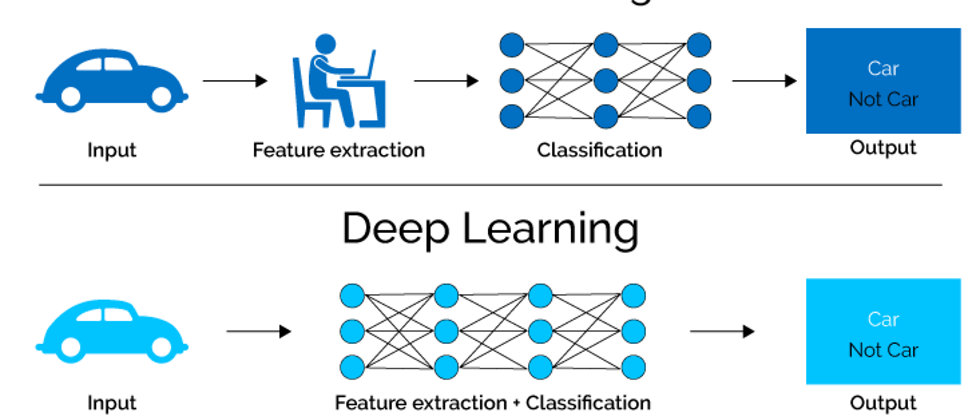 Car
Not Car
Input
Feature extraction
Classification
Output
Deep Learning
Car
Not Car
Input
Feature extraction + Classification
Output